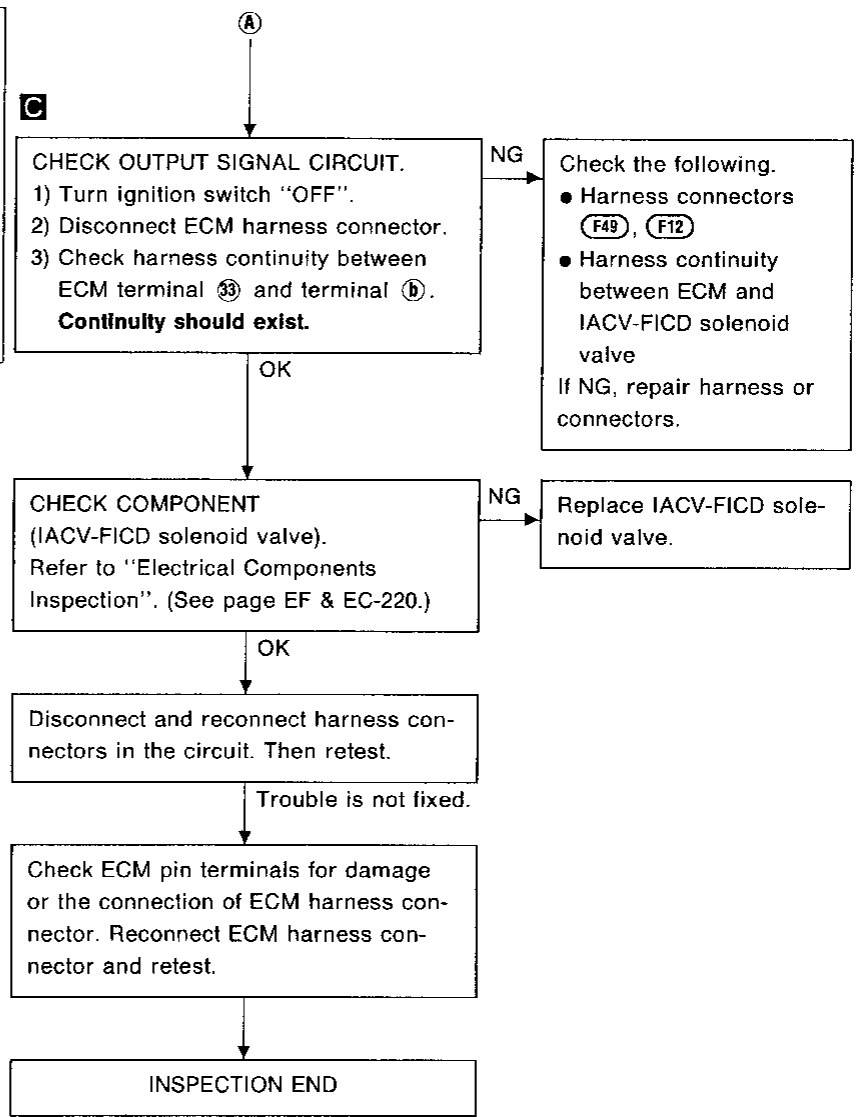 Ⓐ
C
CHECK OUTPUT SIGNAL CIRCUIT.
1) Turn ignition switch "OFF".
2) Disconnect ECM harness connector.
3) Check harness continuity between
ECM terminal ㉝ and terminal ⓑ.
Continuity should exist.
NG
Check the following.
● Harness connectors
F49, F12
● Harness continuity
between ECM and
IACV-FICD solenoid
valve
If NG, repair harness or
connectors.
OK
CHECK COMPONENT
(IACV-FICD solenoid valve).
Refer to "Electrical Components
Inspection". (See page EF & EC-220.)
NG
Replace IACV-FICD sole-
noid valve.
OK
Disconnect and reconnect harness con-
nectors in the circuit. Then retest.
Trouble is not fixed.
Check ECM pin terminals for damage
or the connection of ECM harness con-
nector. Reconnect ECM harness con-
nector and retest.
INSPECTION END